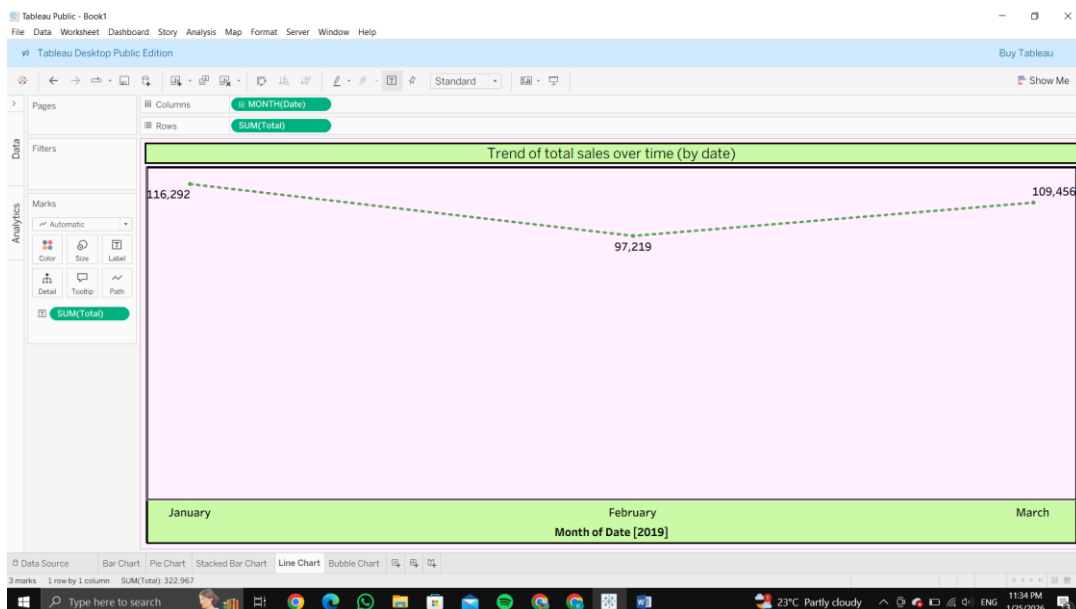 Tableau Public - Book1
File Data Worksheet Dashboard Story Analysis Map Format Server Window Help
Tableau Desktop Public Edition
Buy Tableau
Standard
Show Me
Pages
Columns
MONTH(Date)
Rows
SUM(Total)
Data
Analytics
Filters
Marks
Automatic
Color Size Label
Detail Tooltip Path
SUM(Total)
Trend of total sales over time (by date)
116,292
97,219
109,456
January February March
Month of Date [2019]
Data Source Bar Chart Pie Chart Stacked Bar Chart Line Chart Bubble Chart
3 marks 1 row by 1 column SUM(Total): 322,967
Type here to search
23°C Partly cloudy
ENG
11:34 PM
1/25/2026